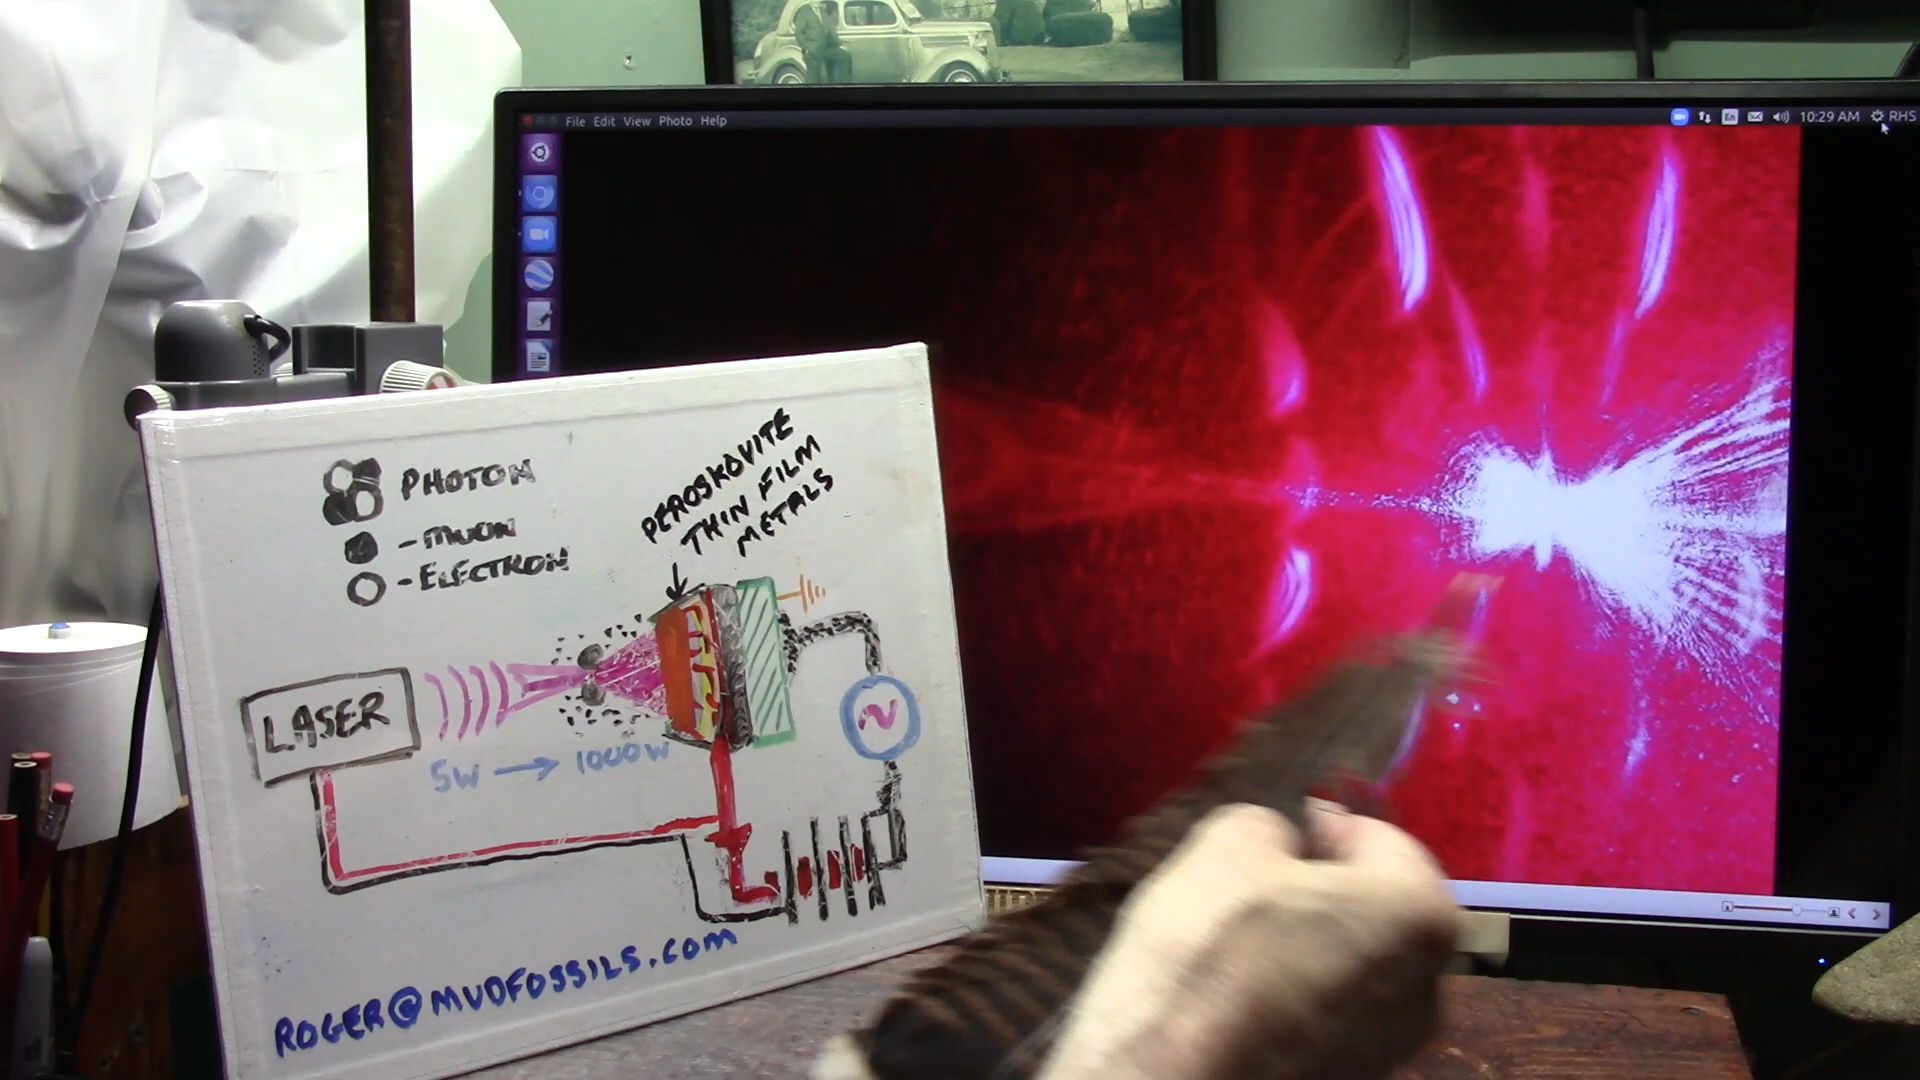 File Edit View Photo Help
En 10:29 AM RHS
PHOTON
- MUON
- ELECTRON
PEROSKOVITE
THIN FILM
METALS
LASER
5W → 1000W
ROGER@MUDFOSSILS.COM